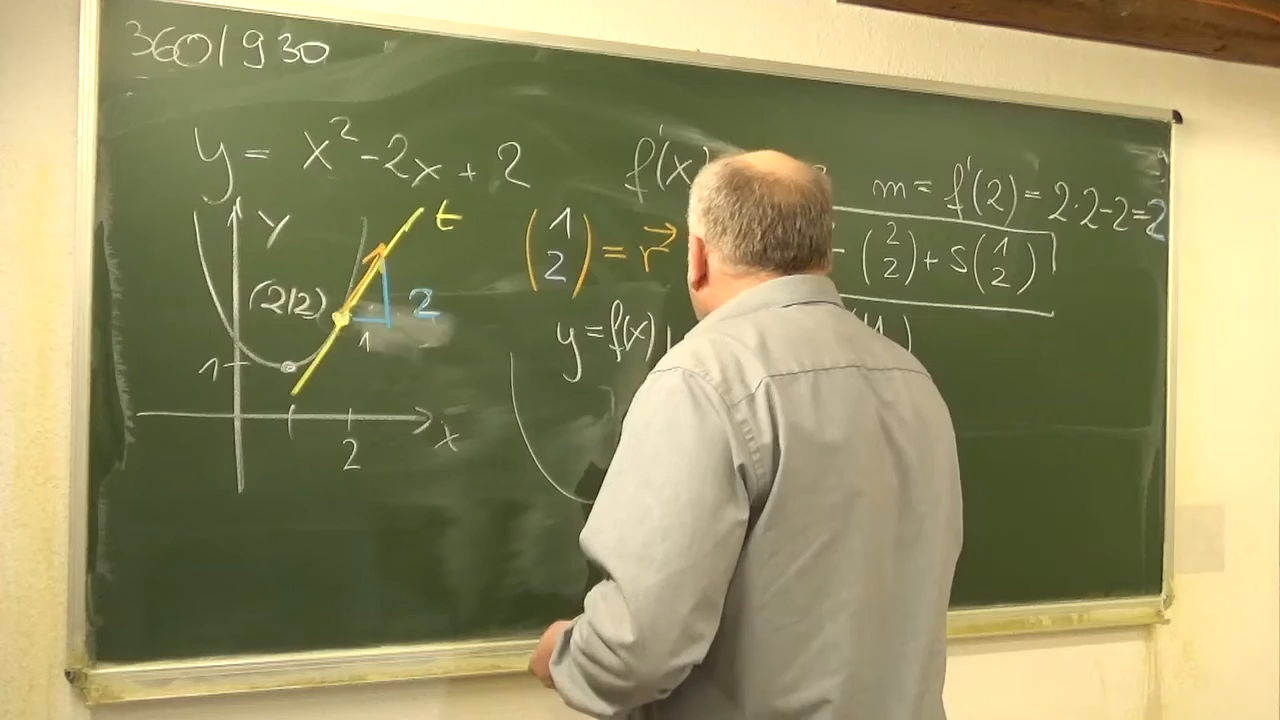 360/930
y = x² - 2x + 2
f'(x)
m = f'(2) = 2·2-2=2
y
t
(1 2) = r→
(2 2) + s(1 2)
(2|2)
2
1
y = f(x)
1
x
2